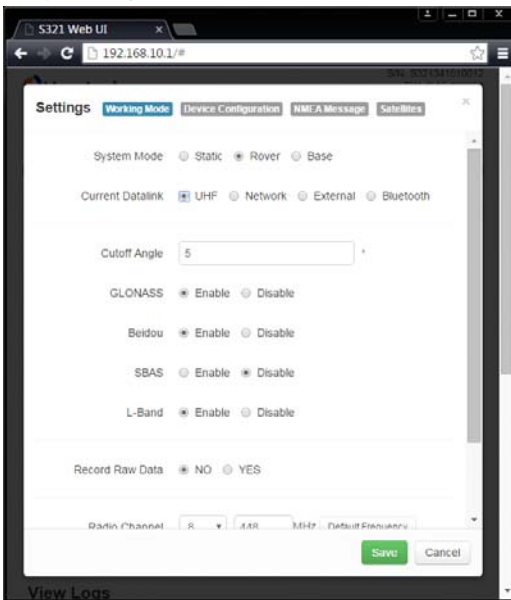 S321 Web UI
192.168.10.1/#
Settings Working Mode Device Configuration NMEA Message Satellites
System Mode Static Rover Base
Current Datalink UHF Network External Bluetooth
Cutoff Angle 5 °
GLONASS Enable Disable
Beidou Enable Disable
SBAS Enable Disable
L-Band Enable Disable
Record Raw Data NO YES
Radio Channel 8 448 MHz Default Frequency
Save Cancel
View Logs